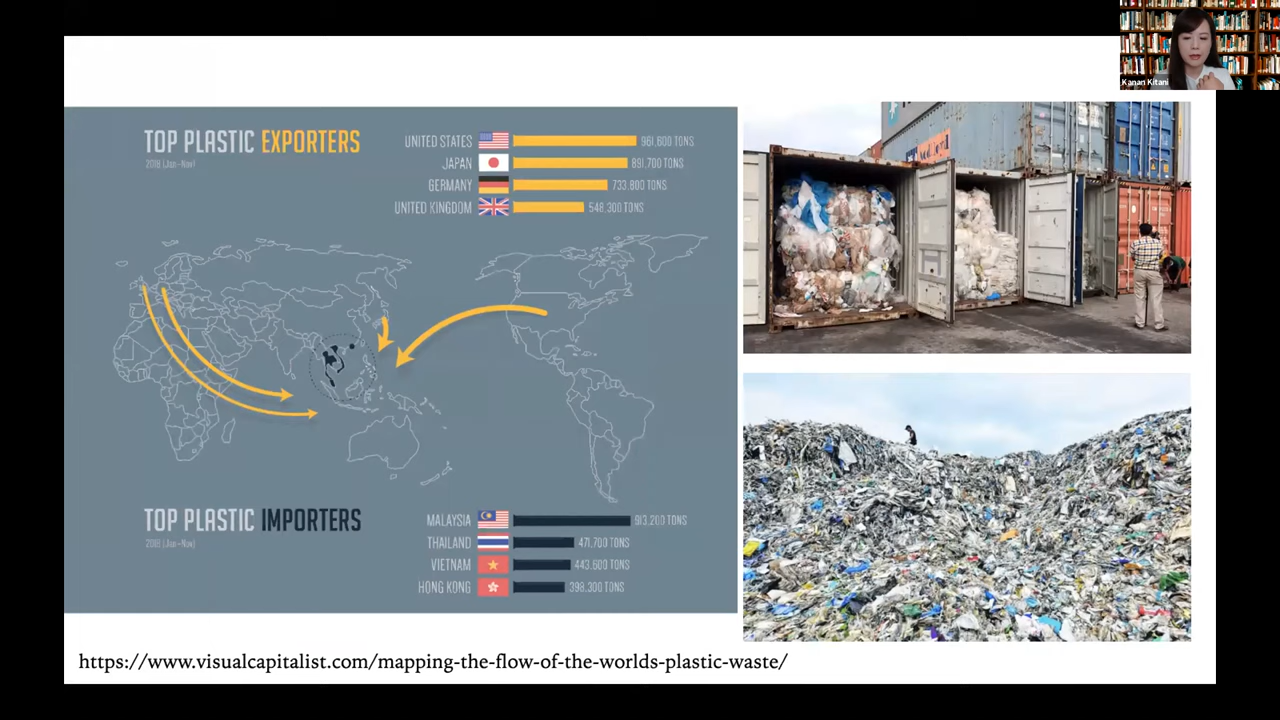 Kanan Kitani
TOP PLASTIC EXPORTERS
2018 (Jan-Nov)
UNITED STATES 961,600 TONS
JAPAN 891,700 TONS
GERMANY 733,800 TONS
UNITED KINGDOM 548,300 TONS
TOP PLASTIC IMPORTERS
2018 (Jan-Nov)
MALAYSIA 913,200 TONS
THAILAND 471,700 TONS
VIETNAM 443,600 TONS
HONG KONG 398,300 TONS
https://www.visualcapitalist.com/mapping-the-flow-of-the-worlds-plastic-waste/